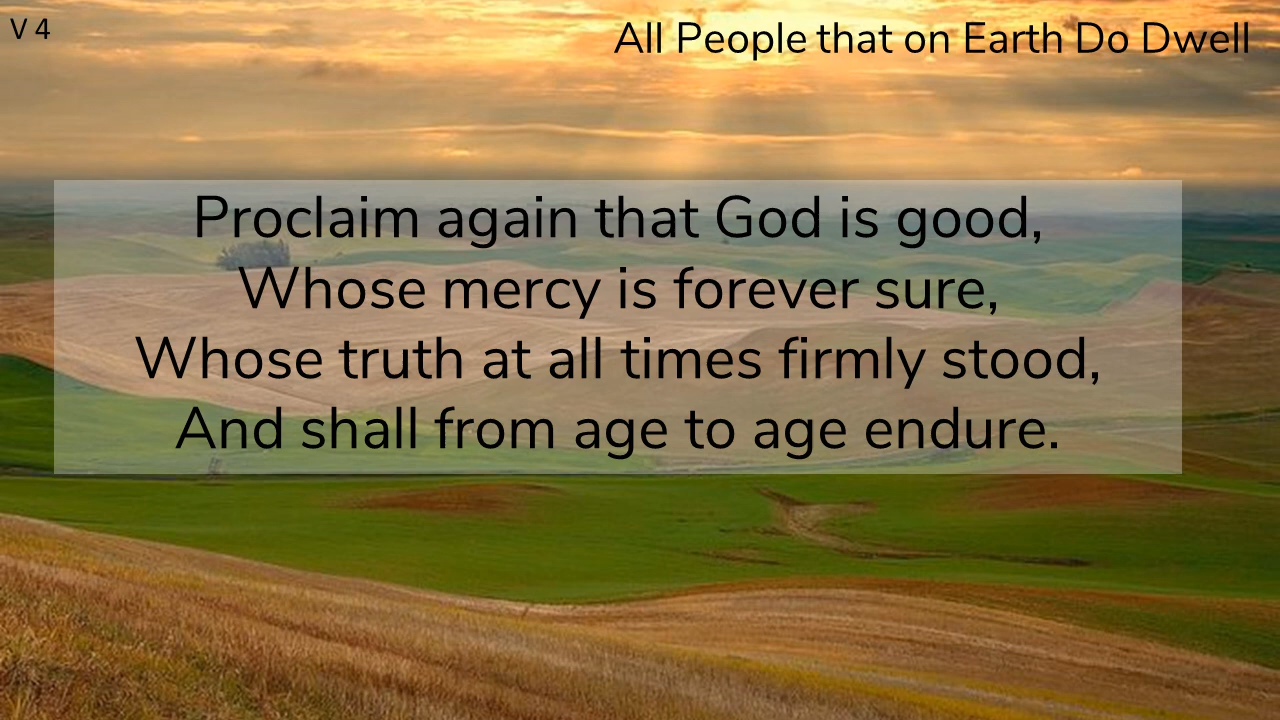 V 4
All People that on Earth Do Dwell
Proclaim again that God is good,
Whose mercy is forever sure,
Whose truth at all times firmly stood,
And shall from age to age endure.